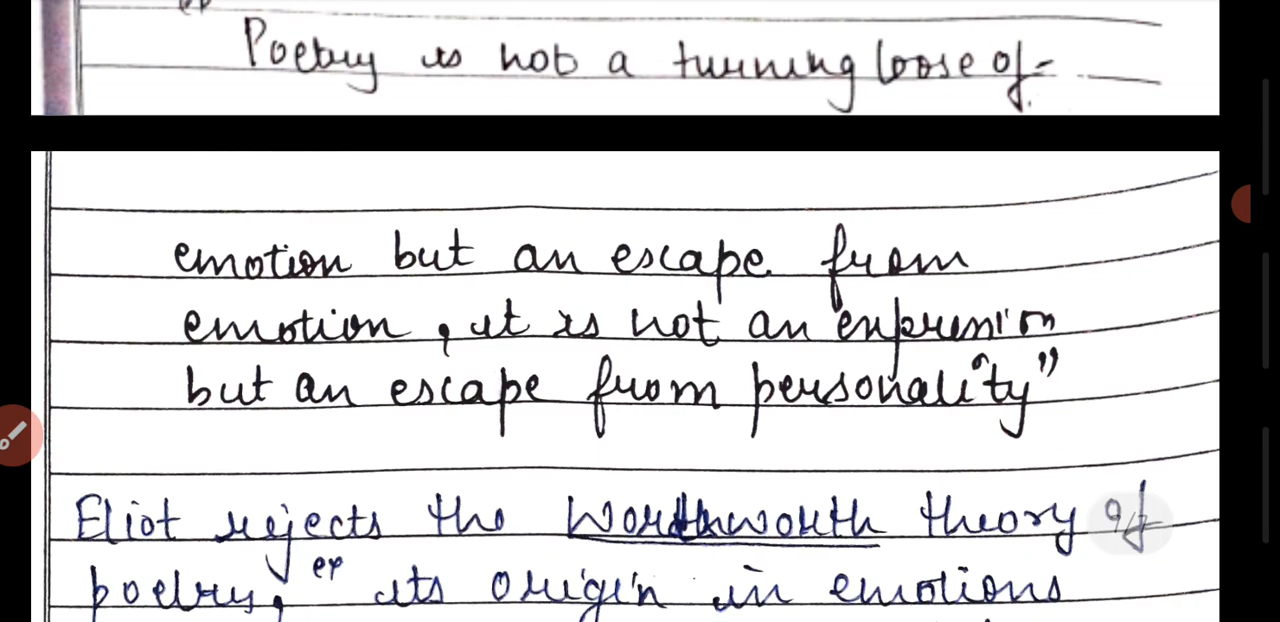 Poetry is not a turning loose of -
emotion but an escape from
emotion, it is not an expression
but an escape from personality"
Eliot rejects the Wordthworth theory of
poetry, its origin in emotions